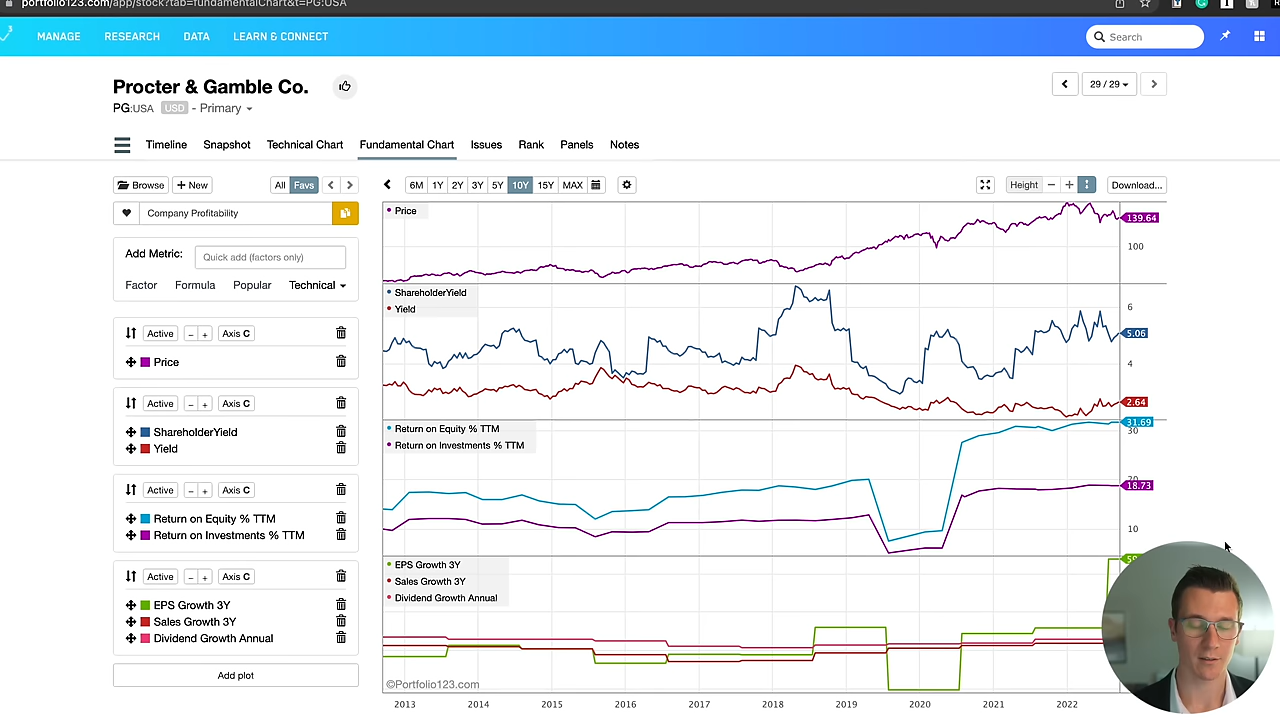 portfolio123.com/app/stock?tab=fundamentalChart&t=PG:USA
MANAGE RESEARCH DATA LEARN & CONNECT Search
Procter & Gamble Co.
PG:USA USD - Primary
29 / 29
Timeline Snapshot Technical Chart Fundamental Chart Issues Rank Panels Notes
Browse + New All Favs
6M 1Y 2Y 3Y 5Y 10Y 15Y MAX Height − + Download...
Company Profitability
Add Metric: Quick add (factors only)
Factor Formula Popular Technical
Active − + Axis C
Price
Active − + Axis C
ShareholderYield
Yield
Active − + Axis C
Return on Equity % TTM
Return on Investments % TTM
Active − + Axis C
EPS Growth 3Y
Sales Growth 3Y
Dividend Growth Annual
Add plot
Price
139.64
100
ShareholderYield
Yield
6
5.06
4
2.64
Return on Equity % TTM
Return on Investments % TTM
31.69
30
18.73
10
EPS Growth 3Y
Sales Growth 3Y
Dividend Growth Annual
©Portfolio123.com
2013 2014 2015 2016 2017 2018 2019 2020 2021 2022